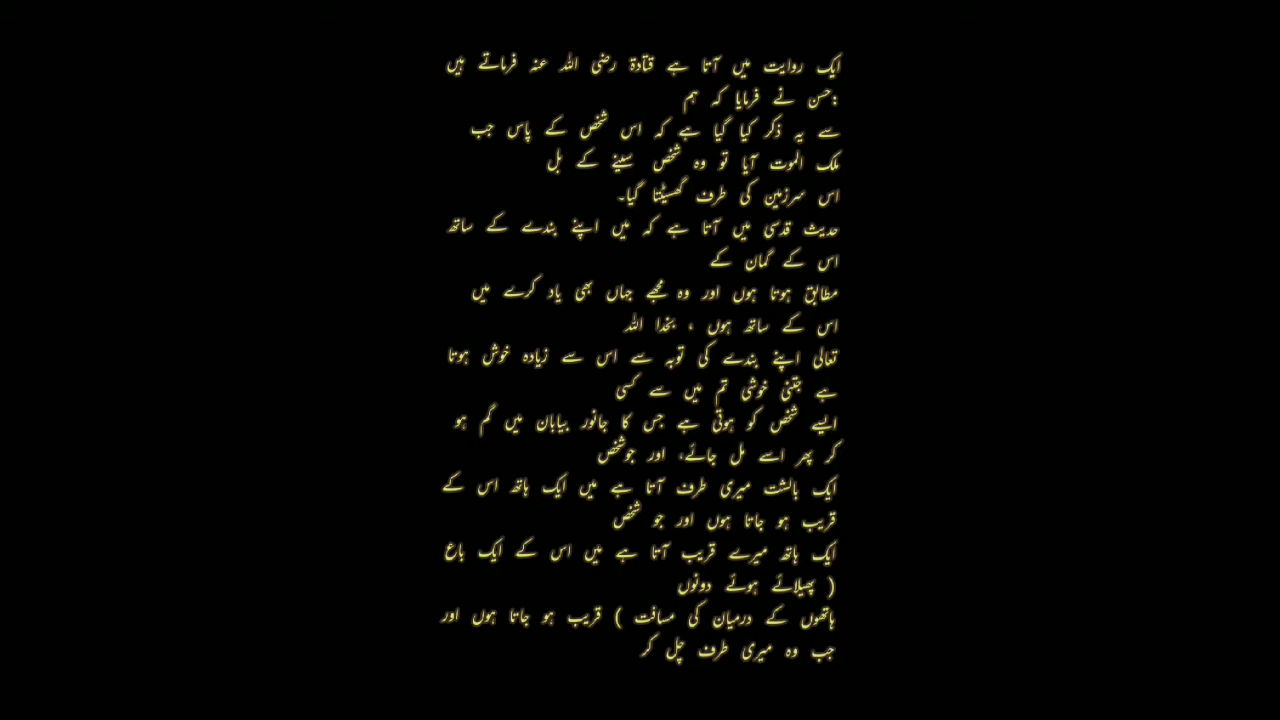 ایک روایت میں آتا ہے قتادة رضی اللہ عنہ فرماتے ہیں
:حسن نے فرمایا کہ ہم
سے یہ ذکر کیا گیا ہے کہ اس شخص کے پاس جب
ملک الموت آیا تو وہ شخص سینے کے بل
اس سرزمین کی طرف گھسیٹتا گیا۔
حدیث قدسی میں آتا ہے کہ میں اپنے بندے کے ساتھ
اس کے گمان کے
مطابق ہوتا ہوں اور وہ مجھے جہاں بھی یاد کرے میں
اس کے ساتھ ہوں ، بخدا اللہ
تعالی اپنے بندے کی توبہ سے اس سے زیادہ خوش ہوتا
ہے جتنی خوشی تم میں سے کسی
ایسے شخص کو ہوتی ہے جس کا جانور بیابان میں گم ہو
کر پھر اسے مل جائے، اور جوشخص
ایک بالشت میری طرف آتا ہے میں ایک ہاتھ اس کے
قریب ہو جاتا ہوں اور جو شخص
ایک ہاتھ میرے قریب آتا ہے میں اس کے ایک باع
( پھیلائے ہوئے دونوں
ہاتھوں کے درمیان کی مسافت ) قریب ہو جاتا ہوں اور
جب وہ میری طرف چل کر